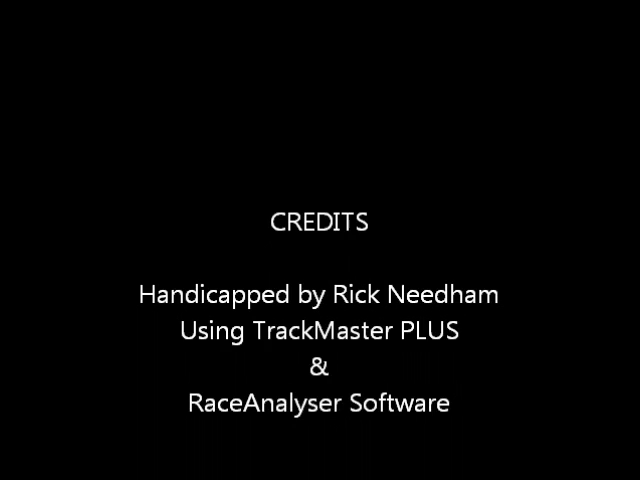 CREDITS
Handicapped by Rick Needham
Using TrackMaster PLUS
&
RaceAnalyser Software